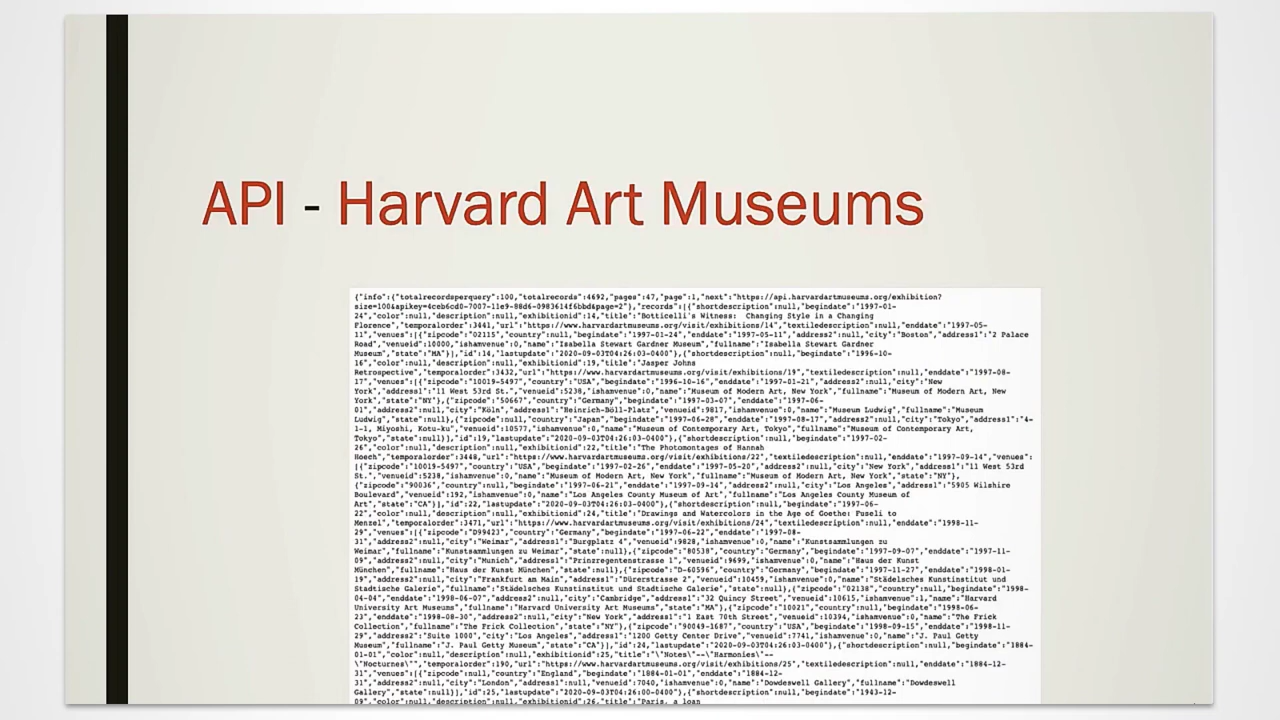 API - Harvard Art Museums
{"info":{"totalrecordsperquery":100,"totalrecords":4692,"pages":47,"page":1,"next":"https://api.harvardartmuseums.org/exhibition?
size=100&apikey=4ceb6cd0-7007-11e9-88d6-0983614f6bbd&page=2"},"records":[{"shortdescription":null,"begindate":"1997-01-
24","color":null,"description":null,"exhibitionid":14,"title":"Botticelli's Witness:  Changing Style in a Changing
Florence","temporalorder":3441,"url":"https://www.harvardartmuseums.org/visit/exhibitions/14","textiledescription":null,"enddate":"1997-05-
11","venues":[{"zipcode":"02115","country":null,"begindate":"1997-01-24","enddate":"1997-05-11","address2":null,"city":"Boston","address1":"2 Palace
Road","venueid":10000,"ishamvenue":0,"name":"Isabella Stewart Gardner Museum","fullname":"Isabella Stewart Gardner
Museum","state":"MA"}],"id":14,"lastupdate":"2020-09-03T04:26:03-0400"},{"shortdescription":null,"begindate":"1996-10-
16","color":null,"description":null,"exhibitionid":19,"title":"Jasper Johns
Retrospective","temporalorder":3432,"url":"https://www.harvardartmuseums.org/visit/exhibitions/19","textiledescription":null,"enddate":"1997-08-
17","venues":[{"zipcode":"10019-5497","country":"USA","begindate":"1996-10-16","enddate":"1997-01-21","address2":null,"city":"New
York","address1":"11 West 53rd St.","venueid":5238,"ishamvenue":0,"name":"Museum of Modern Art, New York","fullname":"Museum of Modern Art, New
York","state":"NY"},{"zipcode":"50667","country":"Germany","begindate":"1997-03-07","enddate":"1997-06-
01","address2":null,"city":"Köln","address1":"Heinrich-Böll-Platz","venueid":9817,"ishamvenue":0,"name":"Museum Ludwig","fullname":"Museum
Ludwig","state":null},{"zipcode":null,"country":"Japan","begindate":"1997-06-28","enddate":"1997-08-17","address2":null,"city":"Tokyo","address1":"4-
1-1, Miyoshi, Kotu-ku","venueid":10577,"ishamvenue":0,"name":"Museum of Contemporary Art, Tokyo","fullname":"Museum of Contemporary Art,
Tokyo","state":null}],"id":19,"lastupdate":"2020-09-03T04:26:03-0400"},{"shortdescription":null,"begindate":"1997-02-
26","color":null,"description":null,"exhibitionid":22,"title":"The Photomontages of Hannah
Hoech","temporalorder":3448,"url":"https://www.harvardartmuseums.org/visit/exhibitions/22","textiledescription":null,"enddate":"1997-09-14","venues":
[{"zipcode":"10019-5497","country":"USA","begindate":"1997-02-26","enddate":"1997-05-20","address2":null,"city":"New York","address1":"11 West 53rd
St.","venueid":5238,"ishamvenue":0,"name":"Museum of Modern Art, New York","fullname":"Museum of Modern Art, New York","state":"NY"},
{"zipcode":"90036","country":null,"begindate":"1997-06-21","enddate":"1997-09-14","address2":null,"city":"Los Angeles","address1":"5905 Wilshire
Boulevard","venueid":192,"ishamvenue":0,"name":"Los Angeles County Museum of Art","fullname":"Los Angeles County Museum of
Art","state":"CA"}],"id":22,"lastupdate":"2020-09-03T04:26:03-0400"},{"shortdescription":null,"begindate":"1997-06-
22","color":null,"description":null,"exhibitionid":24,"title":"Drawings and Watercolors in the Age of Goethe: Fuseli to
Menzel","temporalorder":3471,"url":"https://www.harvardartmuseums.org/visit/exhibitions/24","textiledescription":null,"enddate":"1998-11-
29","venues":[{"zipcode":"D99423","country":"Germany","begindate":"1997-06-22","enddate":"1997-08-
31","address2":null,"city":"Weimar","address1":"Burgplatz 4","venueid":9828,"ishamvenue":0,"name":"Kunstsammlungen zu
Weimar","fullname":"Kunstsammlungen zu Weimar","state":null},{"zipcode":"80538","country":"Germany","begindate":"1997-09-07","enddate":"1997-11-
09","address2":null,"city":"Munich","address1":"Prinzregentenstrasse 1","venueid":9699,"ishamvenue":0,"name":"Haus der Kunst
München","fullname":"Haus der Kunst München","state":null},{"zipcode":"D-60596","country":"Germany","begindate":"1997-11-27","enddate":"1998-01-
19","address2":null,"city":"Frankfurt am Main","address1":"Dürerstrasse 2","venueid":10459,"ishamvenue":0,"name":"Städelsches Kunstinstitut und
Stadtische Galerie","fullname":"Städelsches Kunstinstitut und Stadtische Galerie","state":null},{"zipcode":"02138","country":null,"begindate":"1998-
04-04","enddate":"1998-06-07","address2":null,"city":"Cambridge","address1":"32 Quincy Street","venueid":10615,"ishamvenue":1,"name":"Harvard
University Art Museums","fullname":"Harvard University Art Museums","state":"MA"},{"zipcode":"10021","country":null,"begindate":"1998-06-
23","enddate":"1998-08-30","address2":null,"city":"New York","address1":"1 East 70th Street","venueid":10394,"ishamvenue":0,"name":"The Frick
Collection","fullname":"The Frick Collection","state":"NY"},{"zipcode":"90049-1687","country":"USA","begindate":"1998-09-15","enddate":"1998-11-
29","address2":"Suite 1000","city":"Los Angeles","address1":"1200 Getty Center Drive","venueid":7741,"ishamvenue":0,"name":"J. Paul Getty
Museum","fullname":"J. Paul Getty Museum","state":"CA"}],"id":24,"lastupdate":"2020-09-03T04:26:03-0400"},{"shortdescription":null,"begindate":"1884-
01-01","color":null,"description":null,"exhibitionid":25,"title":"\"Notes\"--\"Harmonies\"--
\"Nocturnes\"","temporalorder":190,"url":"https://www.harvardartmuseums.org/visit/exhibitions/25","textiledescription":null,"enddate":"1884-12-
31","venues":[{"zipcode":null,"country":"England","begindate":"1884-01-01","enddate":"1884-12-
31","address2":null,"city":"London","address1":null,"venueid":7040,"ishamvenue":0,"name":"Dowdeswell Gallery","fullname":"Dowdeswell
Gallery","state":null}],"id":25,"lastupdate":"2020-09-03T04:26:00-0400"},{"shortdescription":null,"begindate":"1943-12-
09","color":null,"description":null,"exhibitionid":26,"title":"Paris, a loan